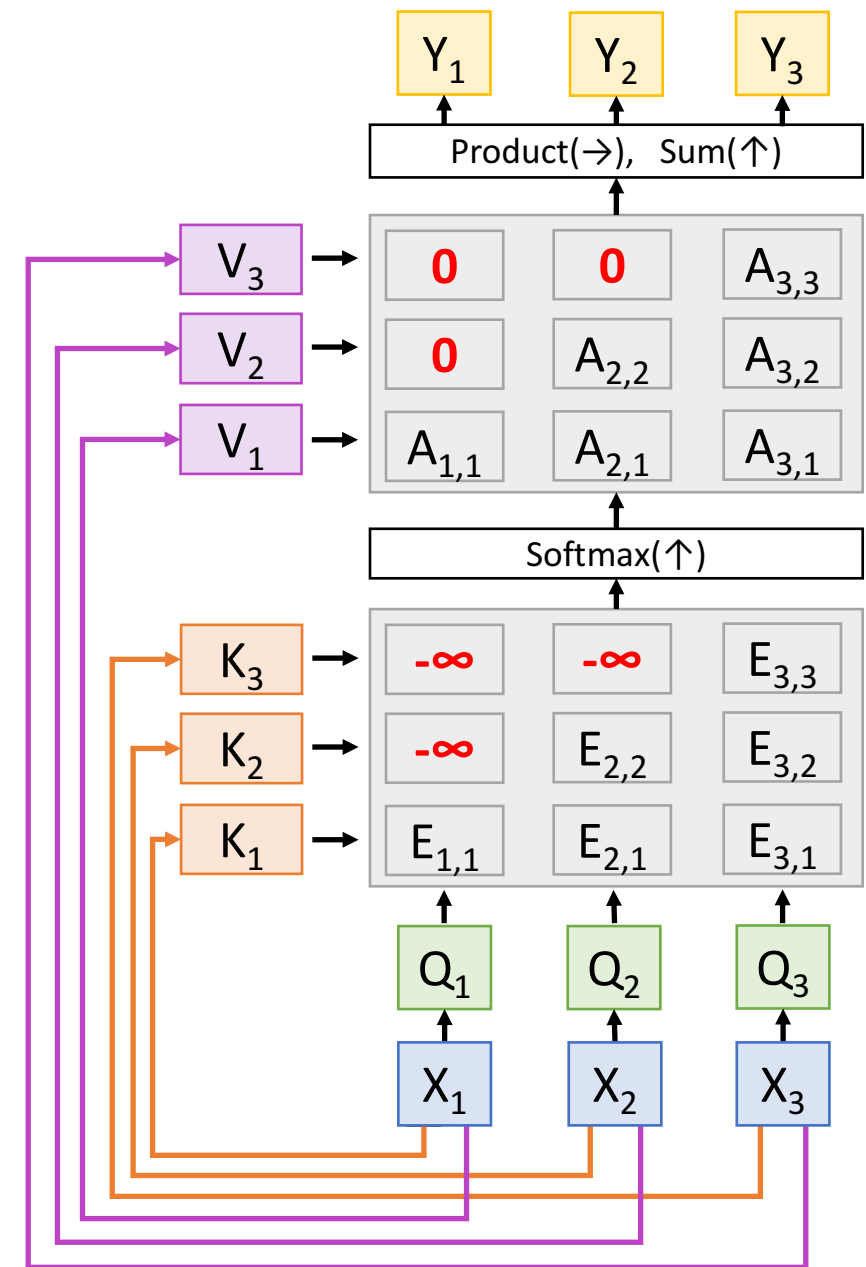 Y1 Y2 Y3
Product(→), Sum(↑)
V3 0 0 A3,3
V2 0 A2,2 A3,2
V1 A1,1 A2,1 A3,1
Softmax(↑)
K3 -∞ -∞ E3,3
K2 -∞ E2,2 E3,2
K1 E1,1 E2,1 E3,1
Q1 Q2 Q3
X1 X2 X3